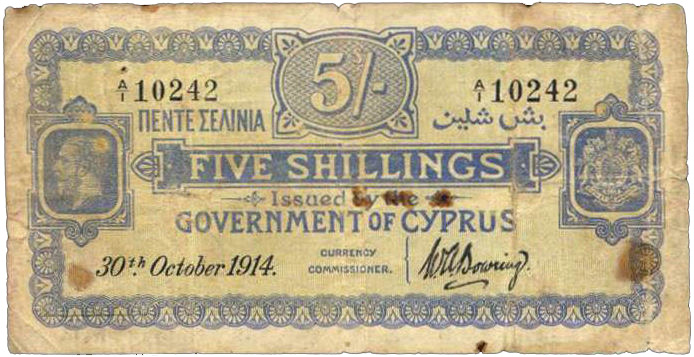 5/-
A/1 10242
A/1 10242
ΠΕΝΤΕ ΣΕΛΙΝΙΑ
بش شلين
FIVE SHILLINGS
Issued by the
GOVERNMENT OF CYPRUS
30th October 1914.
CURRENCY
COMMISSIONER.